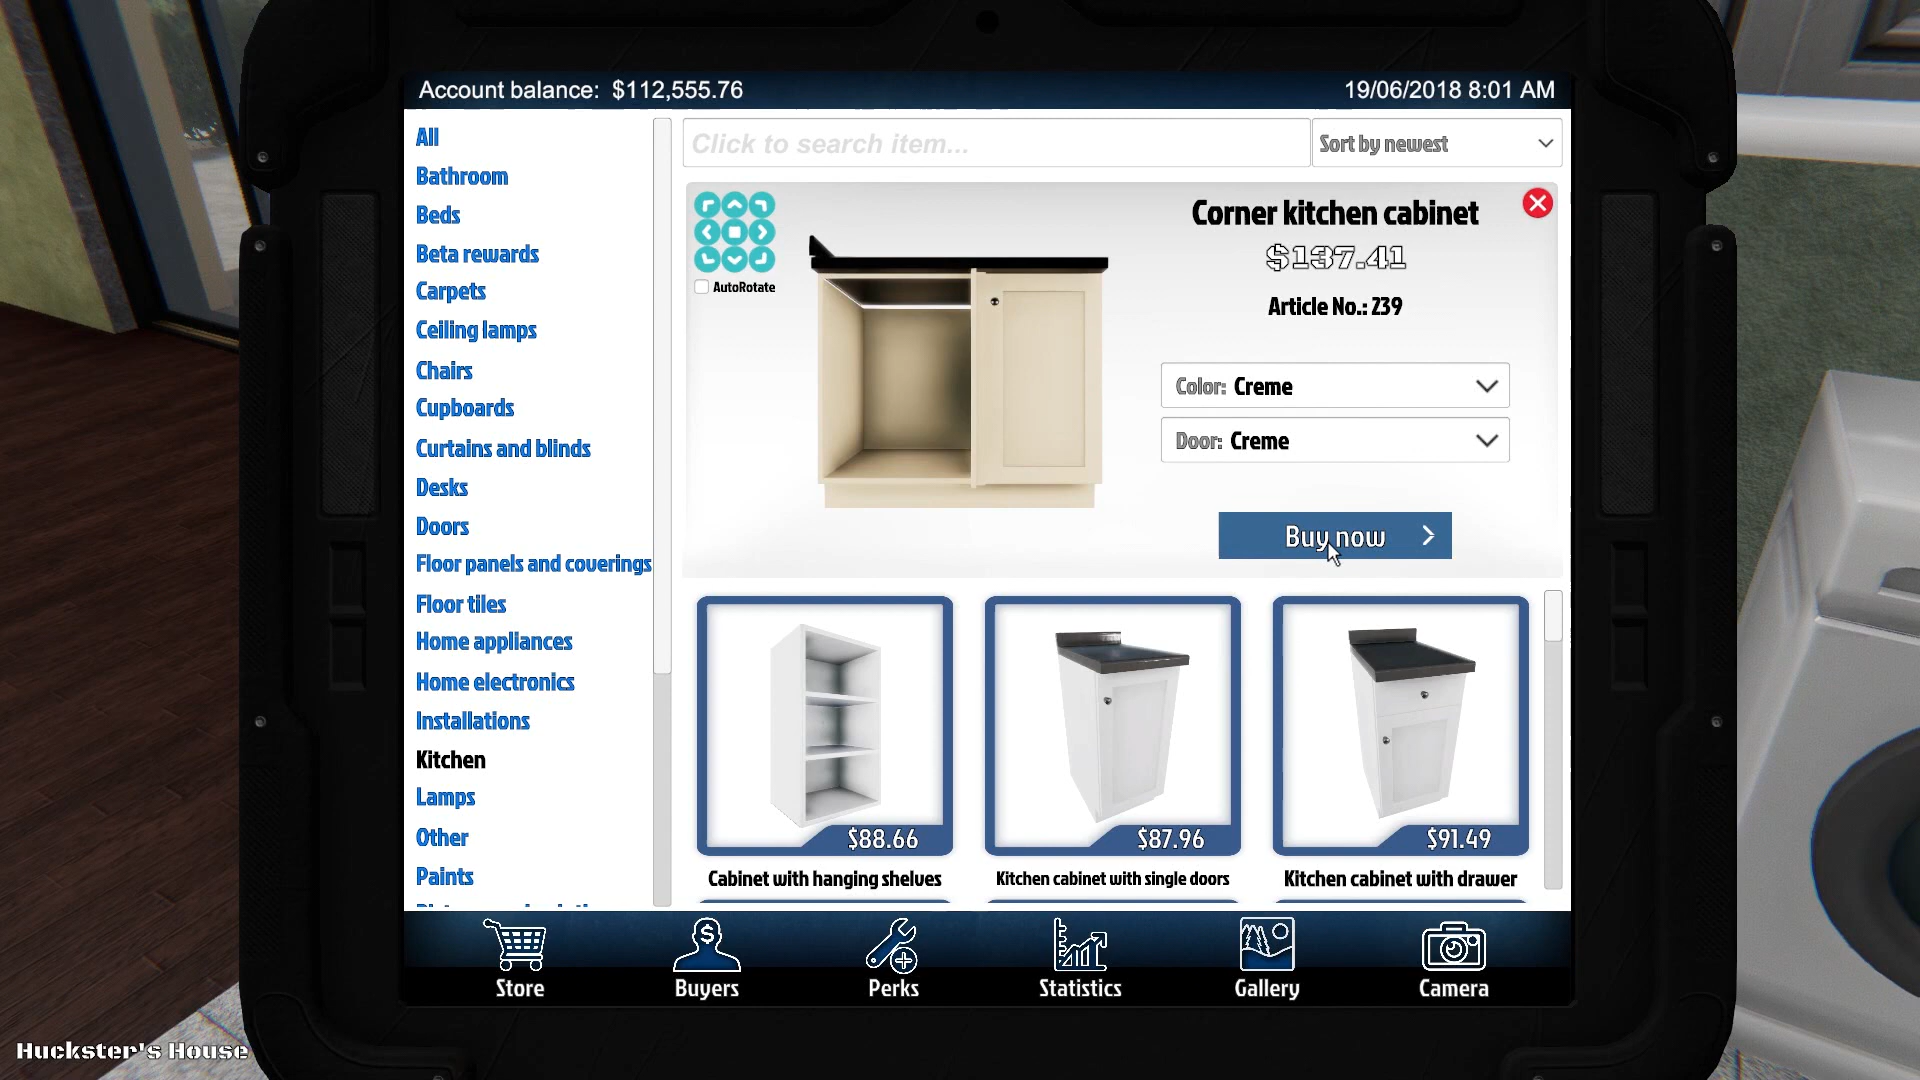 Account balance: $112,555.76
19/06/2018 8:01 AM
All
Bathroom
Beds
Beta rewards
Carpets
Ceiling lamps
Chairs
Cupboards
Curtains and blinds
Desks
Doors
Floor panels and coverings
Floor tiles
Home appliances
Home electronics
Installations
Kitchen
Lamps
Other
Paints
Click to search item...
Sort by newest
AutoRotate
Corner kitchen cabinet
$137.41
Article No.: 239
Color: Creme
Door: Creme
Buy now
$88.66
Cabinet with hanging shelves
$87.96
Kitchen cabinet with single doors
$91.49
Kitchen cabinet with drawer
Store
Buyers
Perks
Statistics
Gallery
Camera
Huckster's House